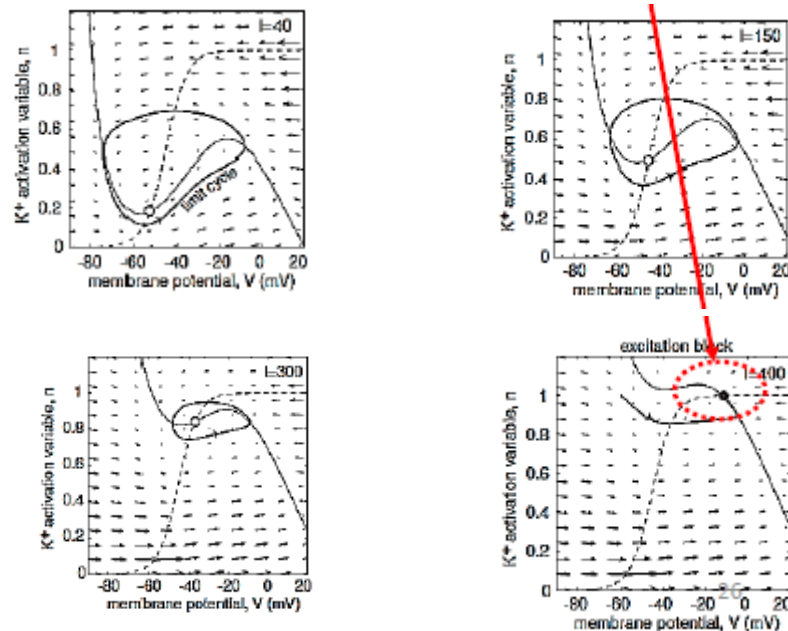 I=40
K⁺ activation variable, n
1
0.8
0.6
0.4
0.2
0
limit cycle
-80 -60 -40 -20 0 20
membrane potential, V (mV)
I=150
K⁺ activation variable, n
1
0.8
0.6
0.4
0.2
0
-80 -60 -40 -20 0 20
membrane potential, V (mV)
I=300
K⁺ activation variable, n
1
0.8
0.6
0.4
0.2
0
-80 -60 -40 -20 0 20
membrane potential, V (mV)
excitation block
I=400
K⁺ activation variable, n
1
0.8
0.6
0.4
0.2
0
26
-80 -60 -40 -20 0 20
membrane potential, V (mV)